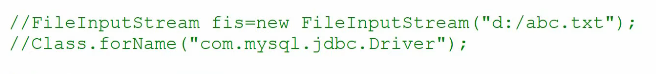 //FileInputStream fis=new FileInputStream("d:/abc.txt");
//Class.forName("com.mysql.jdbc.Driver");